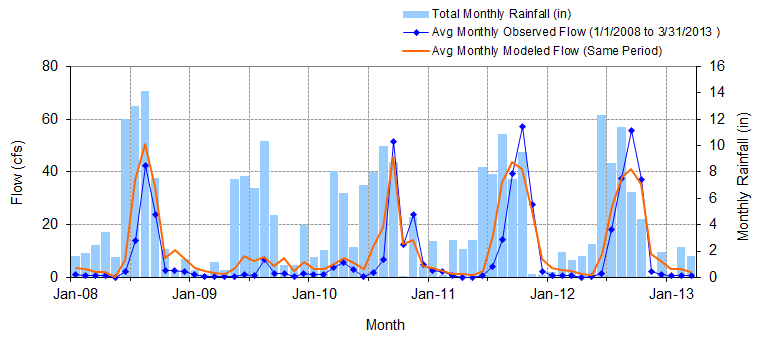 Total Monthly Rainfall (in)
Avg Monthly Observed Flow (1/1/2008 to 3/31/2013 )
Avg Monthly Modeled Flow (Same Period)
80
60
40
20
0
Flow (cfs)
16
14
12
10
8
6
4
2
0
Monthly Rainfall (in)
Jan-08 Jan-09 Jan-10 Jan-11 Jan-12 Jan-13
Month